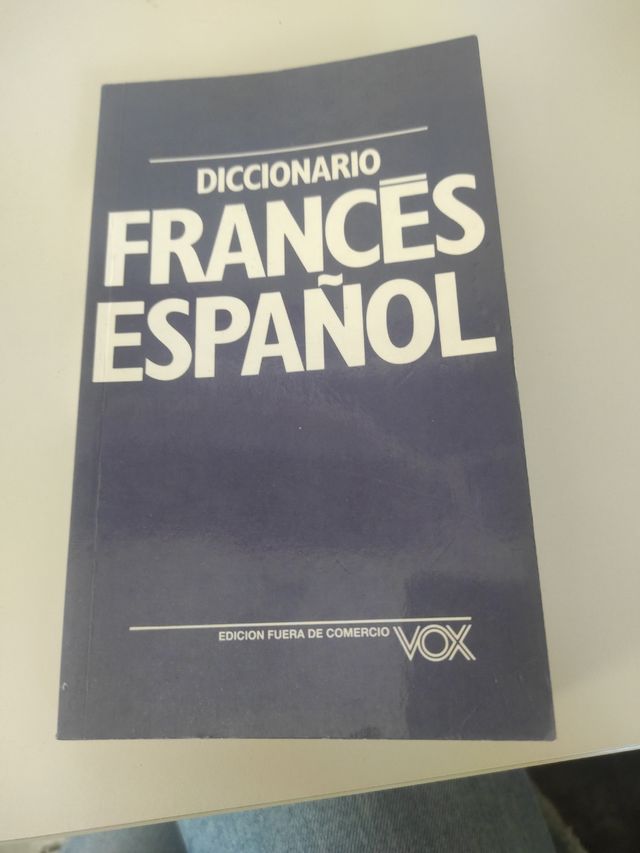 DICCIONARIO
FRANCÉS
ESPAÑOL
EDICION FUERA DE COMERCIO VOX